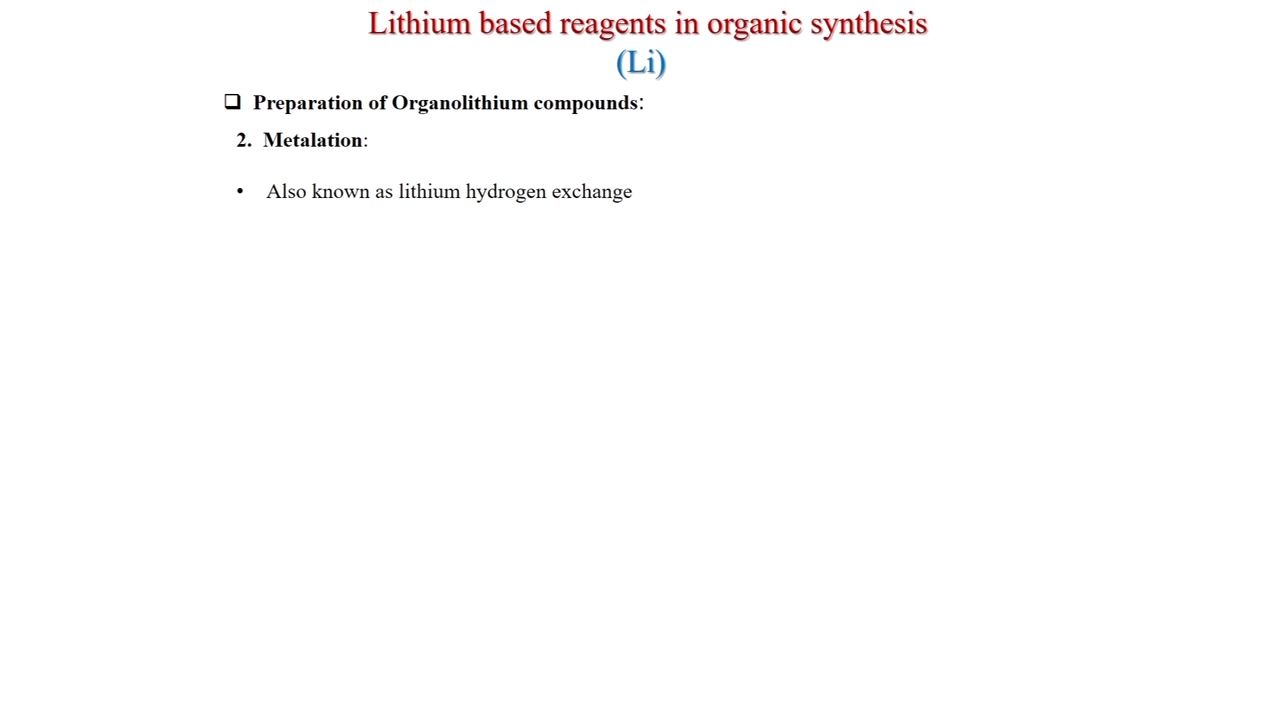 Lithium based reagents in organic synthesis
(Li)
❑ Preparation of Organolithium compounds:
2. Metalation:
• Also known as lithium hydrogen exchange